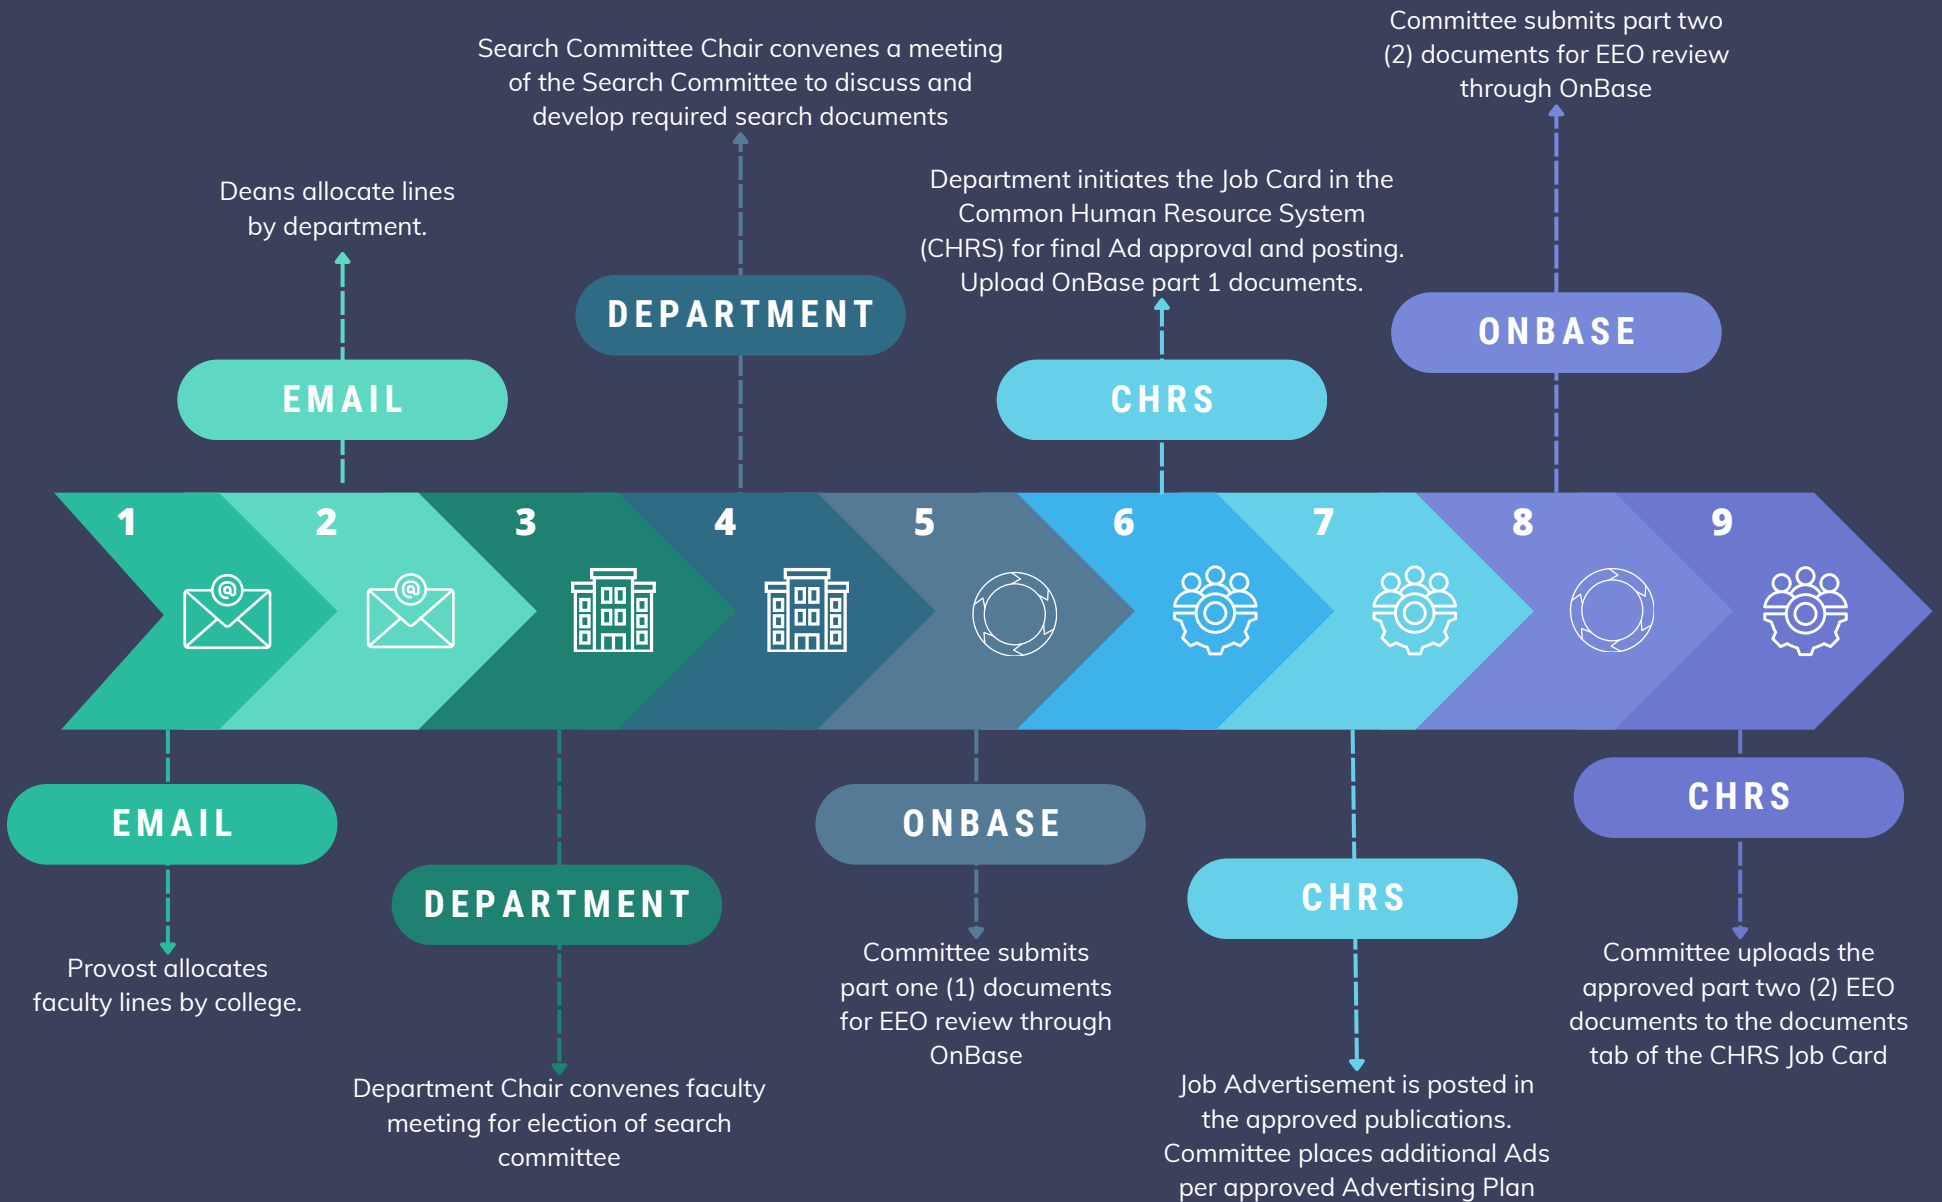 Committee submits part two
(2) documents for EEO review
through OnBase
Search Committee Chair convenes a meeting
of the Search Committee to discuss and
develop required search documents
Department initiates the Job Card in the
Common Human Resource System
(CHRS) for final Ad approval and posting.
Upload OnBase part 1 documents.
Deans allocate lines
by department.
DEPARTMENT
ONBASE
EMAIL
CHRS
1
2
3
4
5
6
7
8
9
@
@
EMAIL
DEPARTMENT
ONBASE
CHRS
CHRS
Provost allocates
faculty lines by college.
Department Chair convenes faculty
meeting for election of search
committee
Committee submits
part one (1) documents
for EEO review through
OnBase
Job Advertisement is posted in
the approved publications.
Committee places additional Ads
per approved Advertising Plan
Committee uploads the
approved part two (2) EEO
documents to the documents
tab of the CHRS Job Card